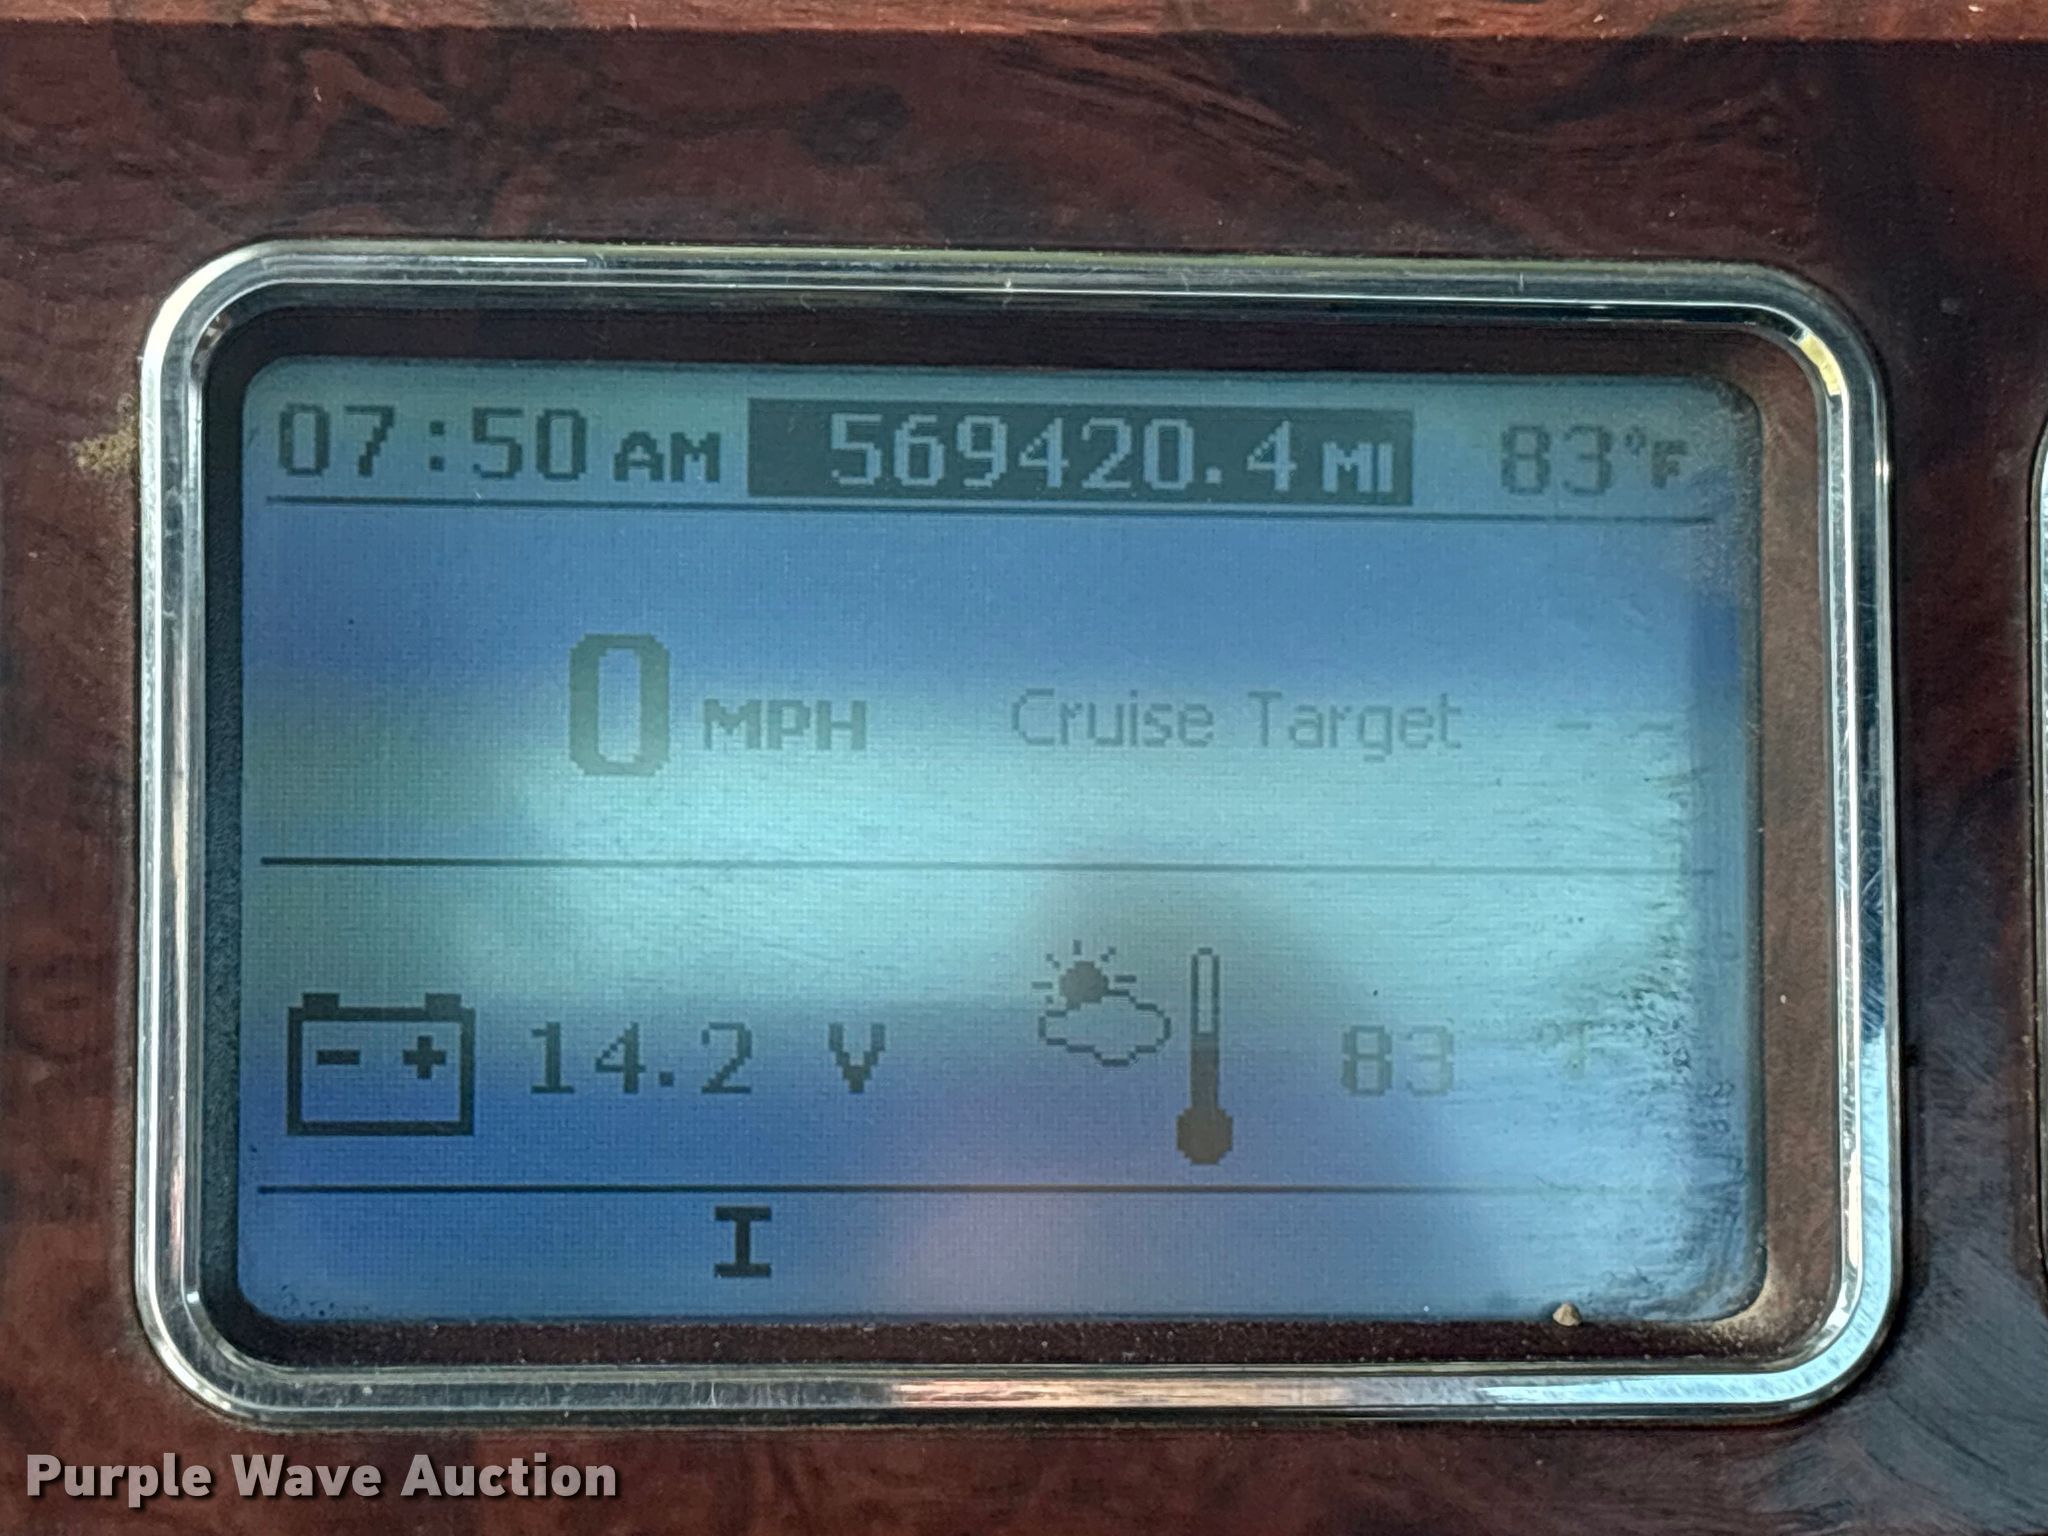 07:50 AM 569420.4 MI 83°F
0 MPH Cruise Target - -
- + 14.2 V 83
I
Purple Wave Auction